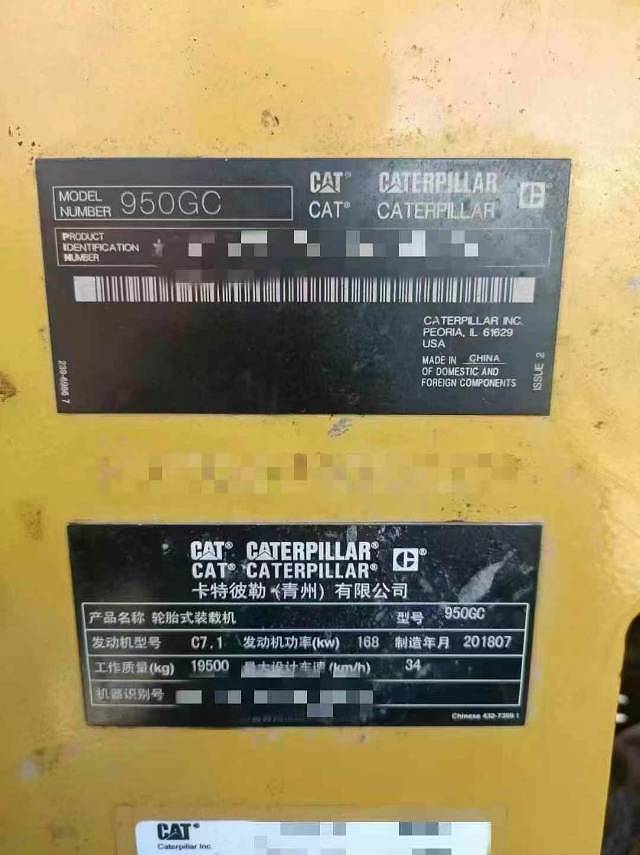 MODEL NUMBER 950GC
CAT® CATERPILLAR®
CAT® CATERPILLAR
PRODUCT IDENTIFICATION NUMBER *
CATERPILLAR INC.
PEORIA, IL 61629
USA
MADE IN CHINA
OF DOMESTIC AND
FOREIGN COMPONENTS
ISSUE 2
CAT® CATERPILLAR®
CAT® CATERPILLAR®
卡特彼勒(青州)有限公司
产品名称 轮胎式装载机 型号 950GC
发动机型号 C7.1 发动机功率(kw) 168 制造年月 201807
工作质量(kg) 19500 最大设计车速(km/h) 34
机器识别号
CAT®
Caterpillar Inc.